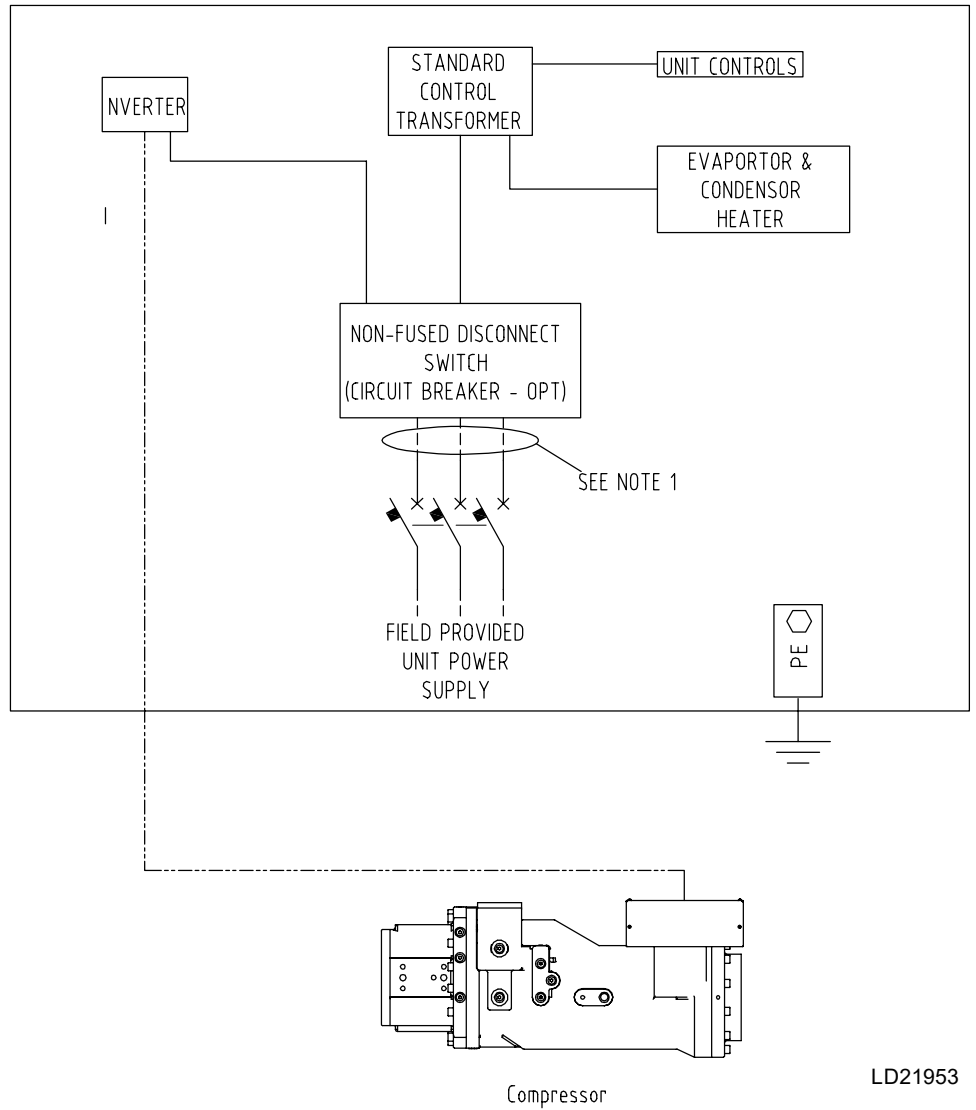 STANDARD
CONTROL
TRANSFORMER
UNIT CONTROLS
NVERTER
I
EVAPORTOR &
CONDENSOR
HEATER
NON-FUSED DISCONNECT
SWITCH
(CIRCUIT BREAKER - OPT)
SEE NOTE 1
FIELD PROVIDED
UNIT POWER
SUPPLY
PE
LD21953
Compressor